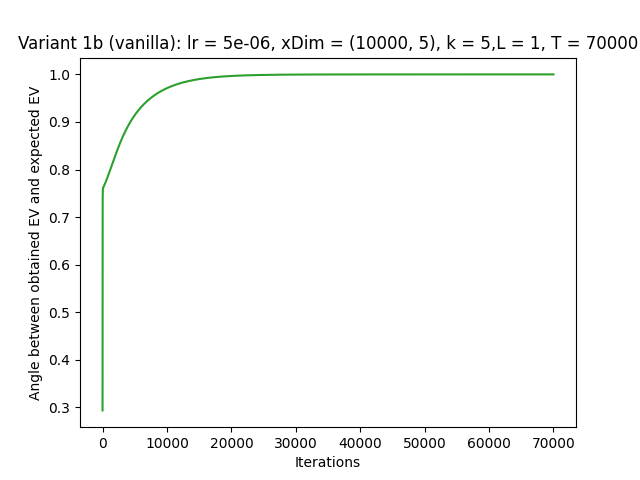 Variant 1b (vanilla): lr = 5e-06, xDim = (10000, 5), k = 5,L = 1, T = 70000
Angle between obtained EV and expected EV
1.0
0.9
0.8
0.7
0.6
0.5
0.4
0.3
0 10000 20000 30000 40000 50000 60000 70000
Iterations